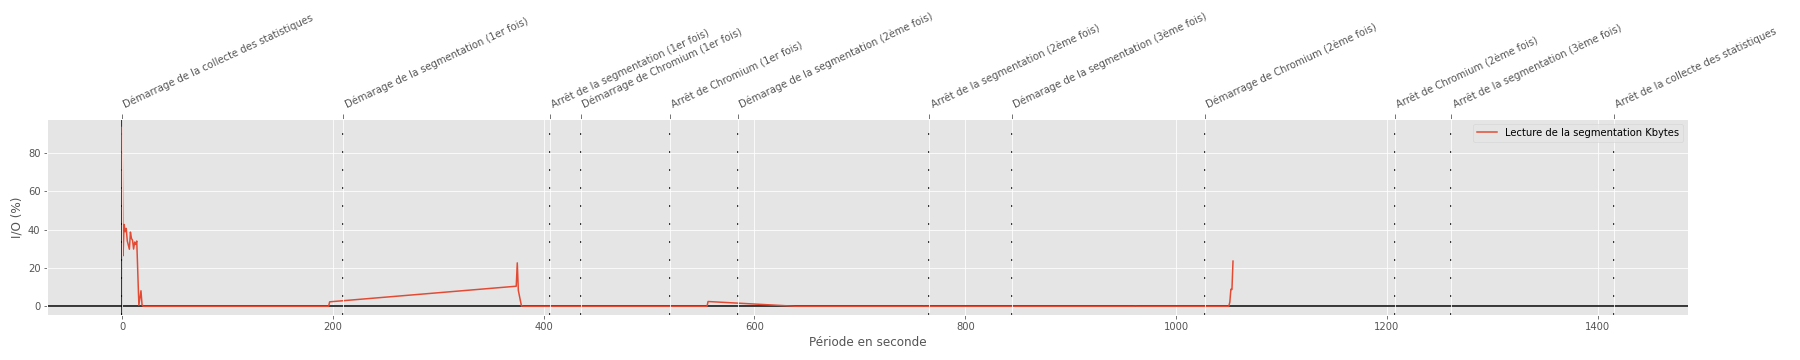 Démarrage de la collecte des statistiques
Démarage de la segmentation (1er fois)
Arrêt de la segmentation (1er fois)
Démarrage de Chromium (1er fois)
Arrêt de Chromium (1er fois)
Démarage de la segmentation (2ème fois)
Arrêt de la segmentation (2ème fois)
Démarage de la segmentation (3ème fois)
Démarrage de Chromium (2ème fois)
Arrêt de Chromium (2ème fois)
Arrêt de la segmentation (3ème fois)
Arrêt de la collecte des statistiques
Lecture de la segmentation Kbytes
I/O (%)
80
60
40
20
0
0 200 400 600 800 1000 1200 1400
Période en seconde